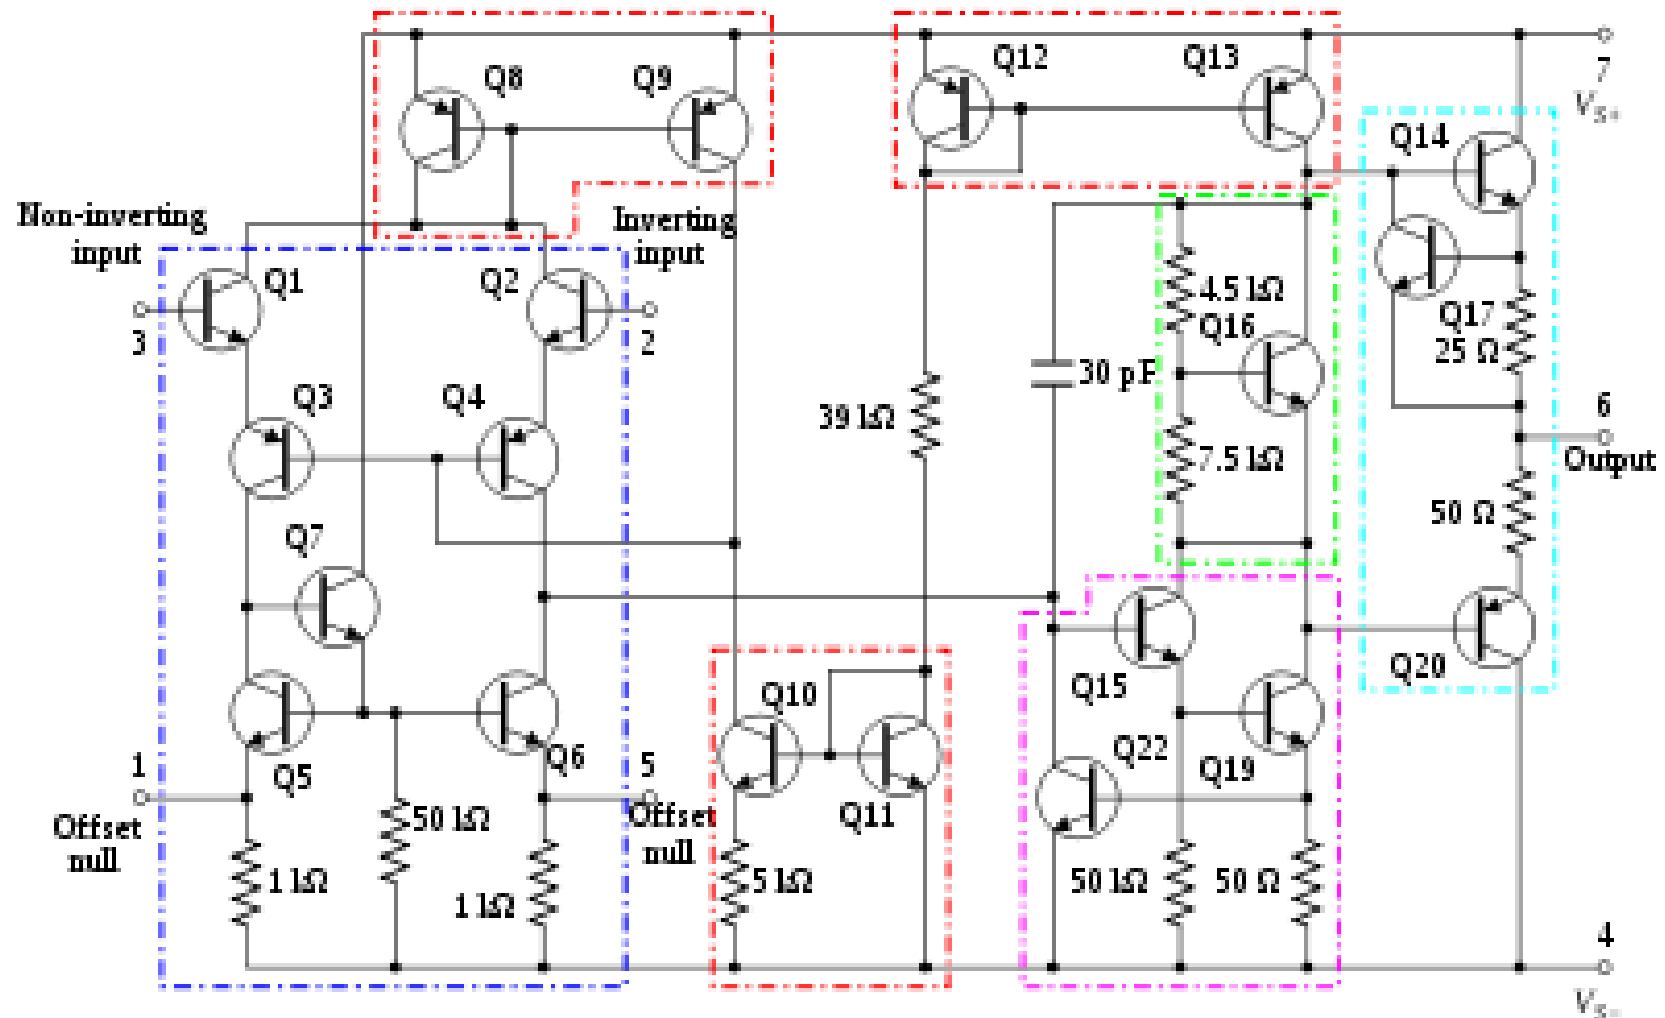 Q8
Q9
Q12
Q13
7
V_S+
Q14
Non-inverting
input
Inverting
input
Q1
Q2
3
2
4.5 kΩ
Q16
Q17
25 Ω
30 pF
Q3
Q4
39 kΩ
7.5 kΩ
6
Output
50 Ω
Q7
Q15
Q20
Q10
Q22
Q19
Q5
Q6
Q11
1
5
Offset
null
Offset
null
50 kΩ
1 kΩ
1 kΩ
5 kΩ
50 kΩ
50 Ω
4
V_S−